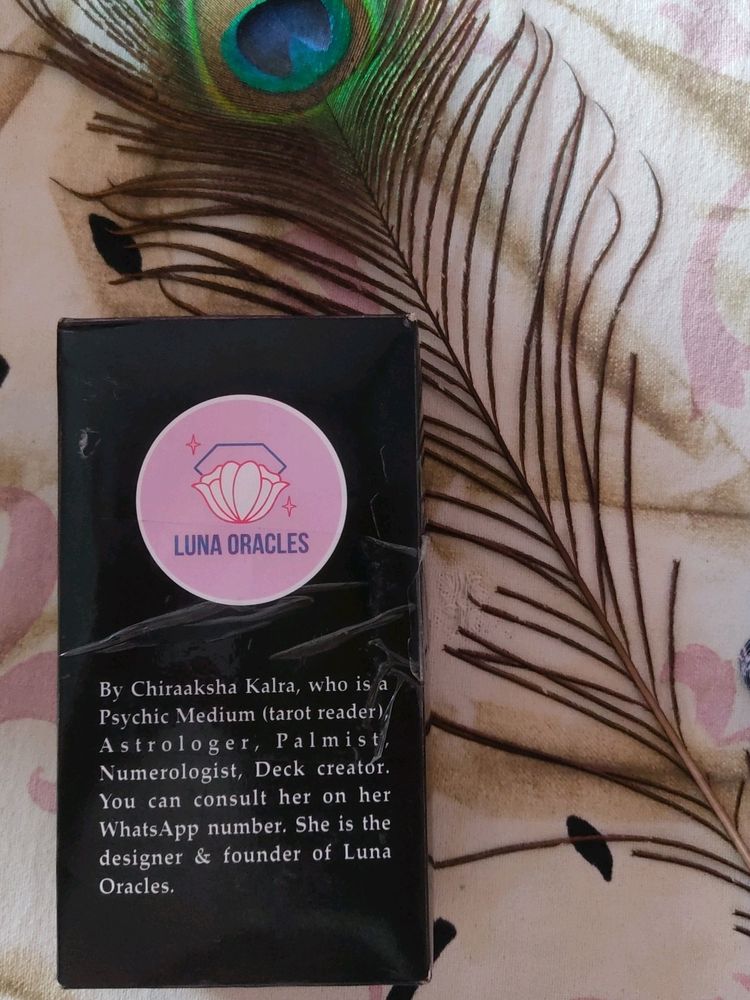 LUNA ORACLES
By Chiraaksha Kalra, who is a
Psychic Medium (tarot reader),
Astrologer, Palmist,
Numerologist, Deck creator.
You can consult her on her
WhatsApp number. She is the
designer & founder of Luna
Oracles.